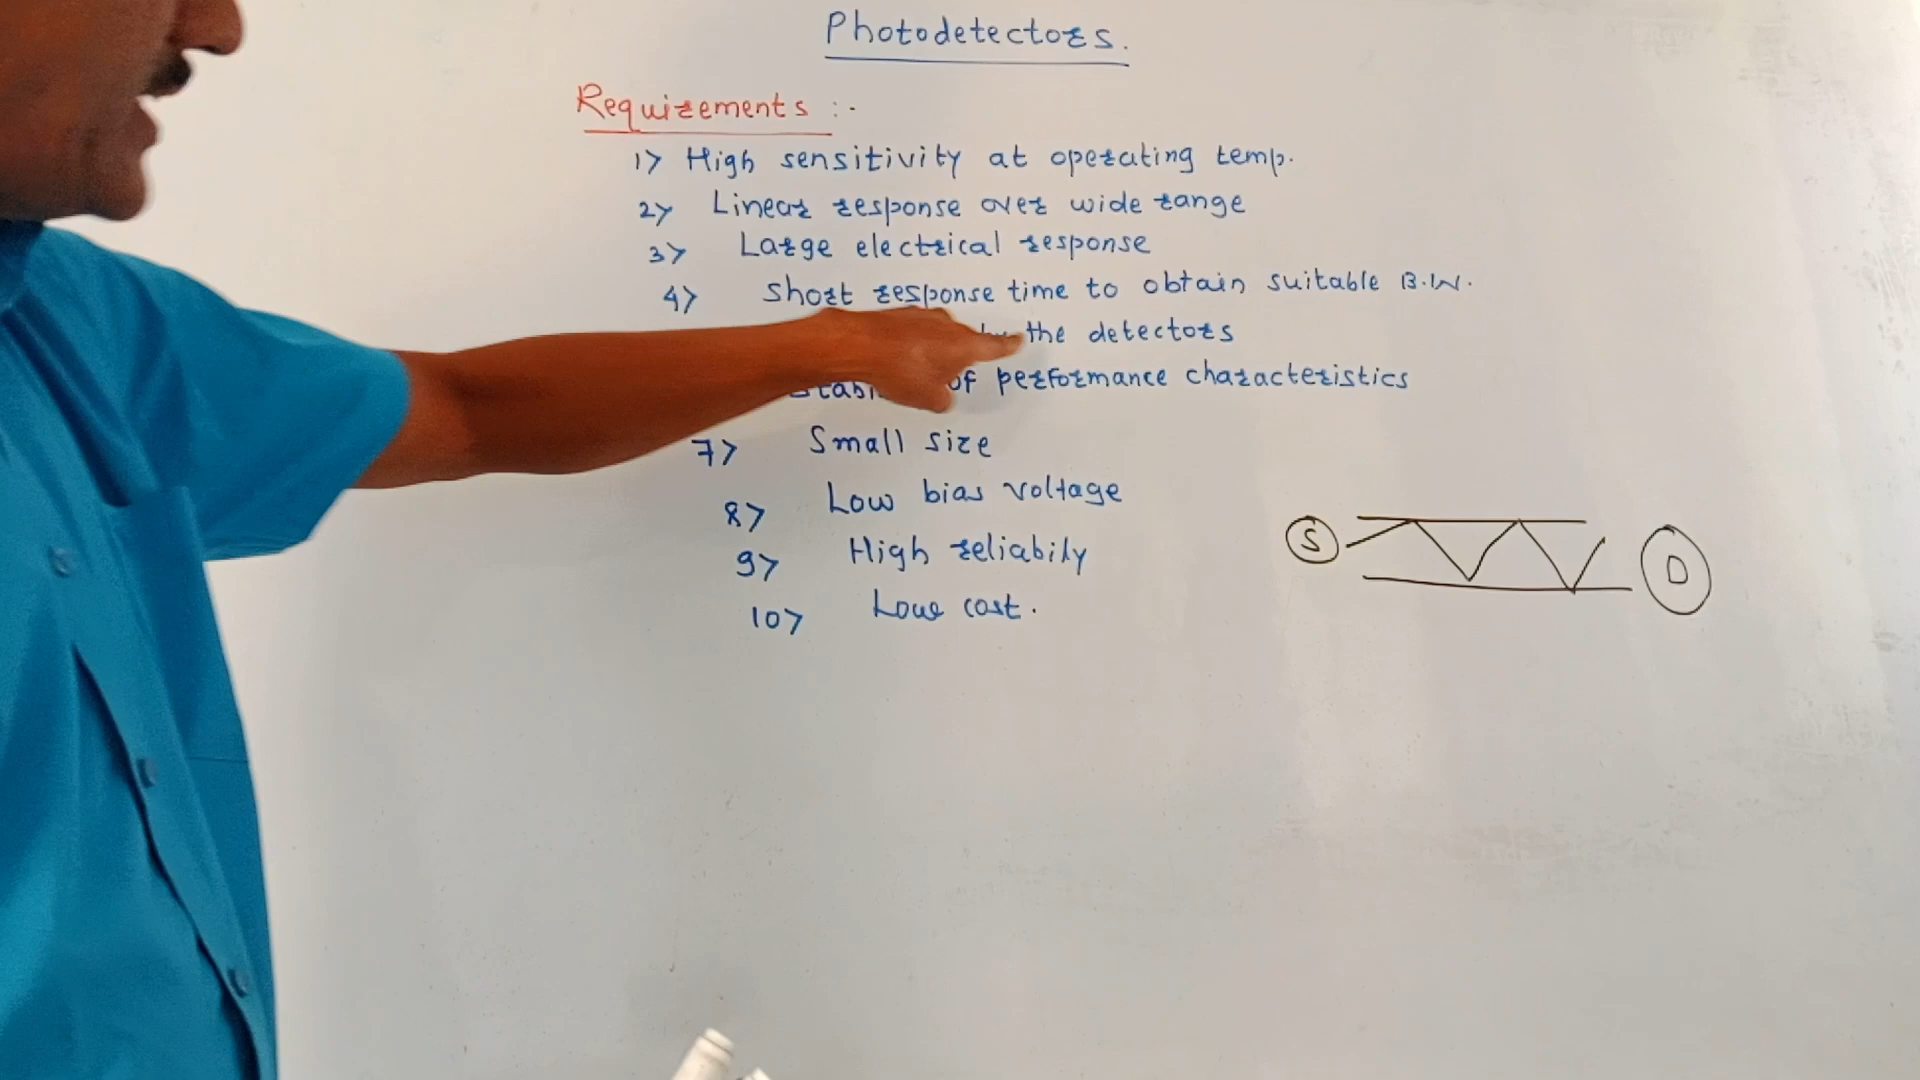 Photodetectors.
Requirements :-
1> High sensitivity at operating temp.
2> Linear response over wide range
3> Large electrical response
4> Short response time to obtain suitable B.W.
the detectors
of performance characteristics
7> Small size
8> Low bias voltage
9> High reliabily
10> Low cost.
S
D